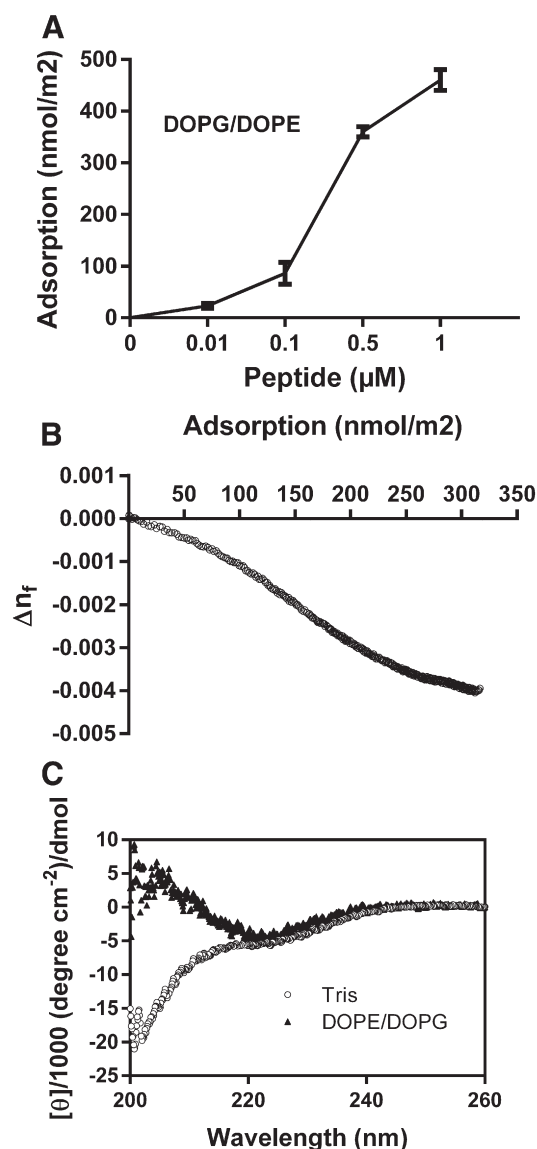 A
500
400
300
200
100
0
Adsorption (nmol/m2)
DOPG/DOPE
0 0.01 0.1 0.5 1
Peptide (µM)
B
Adsorption (nmol/m2)
50 100 150 200 250 300 350
0.001
0.000
-0.001
-0.002
-0.003
-0.004
-0.005
Δnf
C
10
5
0
-5
-10
-15
-20
-25
[θ]/1000 (degree cm-2)/dmol
Tris
DOPE/DOPG
200 220 240 260
Wavelength (nm)